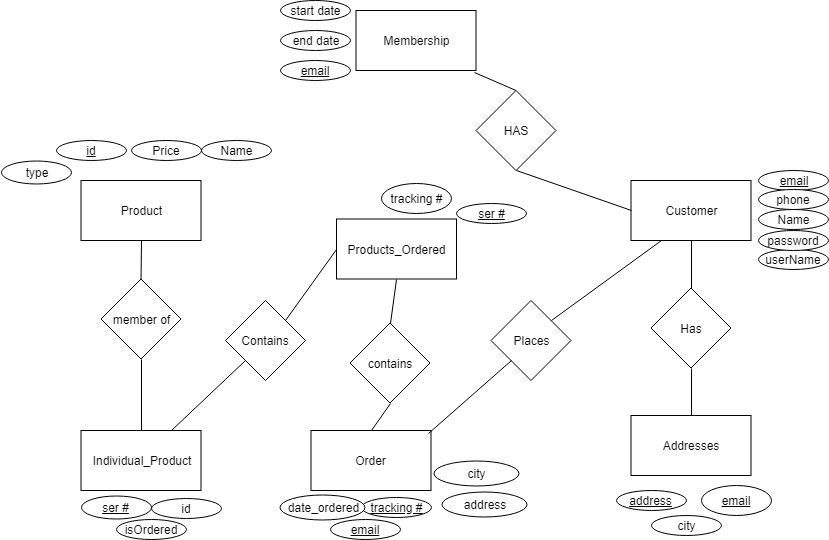 start date
Membership
end date
email
HAS
id
Price
Name
type
Product
tracking #
ser #
Products_Ordered
Customer
email
phone
Name
password
userName
member of
Contains
contains
Places
Has
Individual_Product
Order
Addresses
city
ser #
id
isOrdered
date_ordered
tracking #
email
address
address
email
city